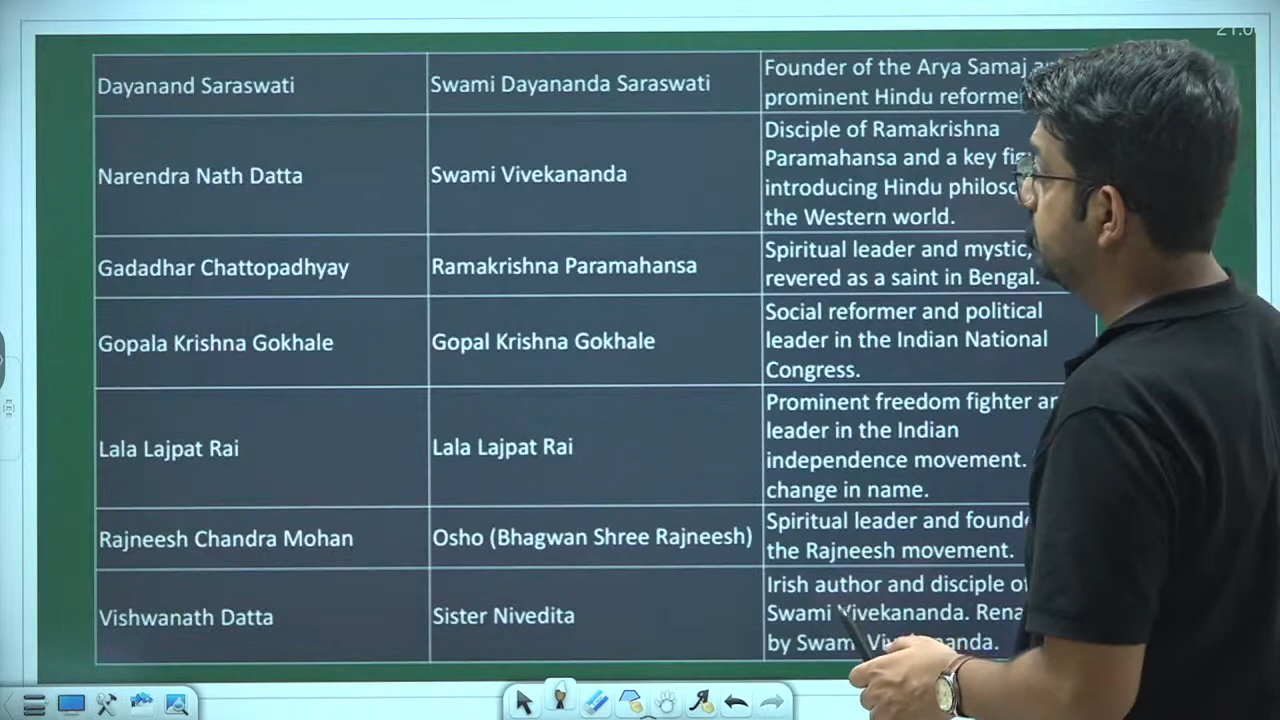 Dayanand Saraswati
Swami Dayananda Saraswati
Founder of the Arya Samaj
prominent Hindu
Narendra Nath Datta
Swami Vivekananda
Disciple of Ramakrishna
Paramahansa and a key
introducing Hindu
the Western world.
Gadadhar Chattopadhyay
Ramakrishna Paramahansa
Spiritual leader and mystic,
revered as a saint in Bengal.
Gopala Krishna Gokhale
Gopal Krishna Gokhale
Social reformer and political
leader in the Indian National
Congress.
Lala Lajpat Rai
Lala Lajpat Rai
Prominent freedom fighter
leader in the Indian
independence movement.
change in name.
Rajneesh Chandra Mohan
Osho (Bhagwan Shree Rajneesh)
Spiritual leader and
the Rajneesh movement.
Vishwanath Datta
Sister Nivedita
Irish author and disciple
Swami Vivekananda.
by Swami